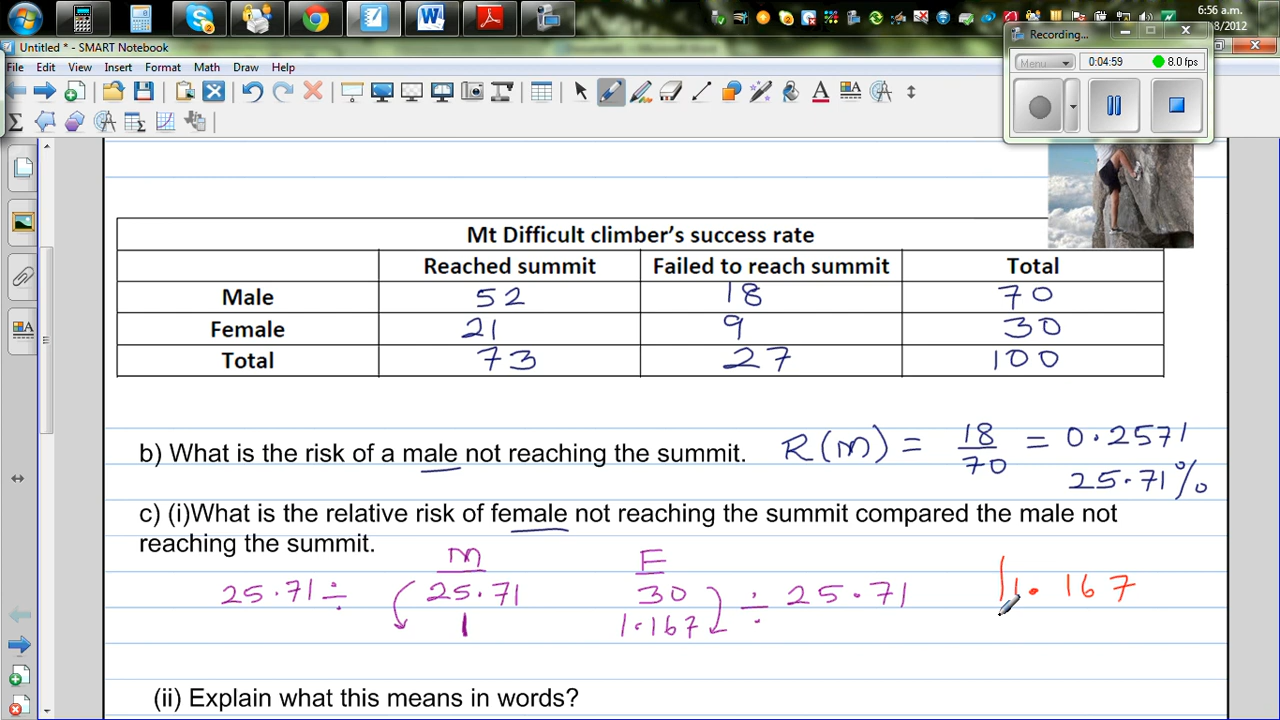 6:56 a.m.
8/2012
Untitled * - SMART Notebook
Recording...
File Edit View Insert Format Math Draw Help
Menu 0:04:59 8.0 fps
Mt Difficult climber's success rate
Reached summit Failed to reach summit Total
Male 52 18 70
Female 21 9 30
Total 73 27 100
b) What is the risk of a male not reaching the summit. R(M) = 18/70 = 0.2571
25.71%
c) (i)What is the relative risk of female not reaching the summit compared the male not
reaching the summit.
M F
25.71 ÷ 25.71 30 ÷ 25.71 1.167
1 1.167
(ii) Explain what this means in words?